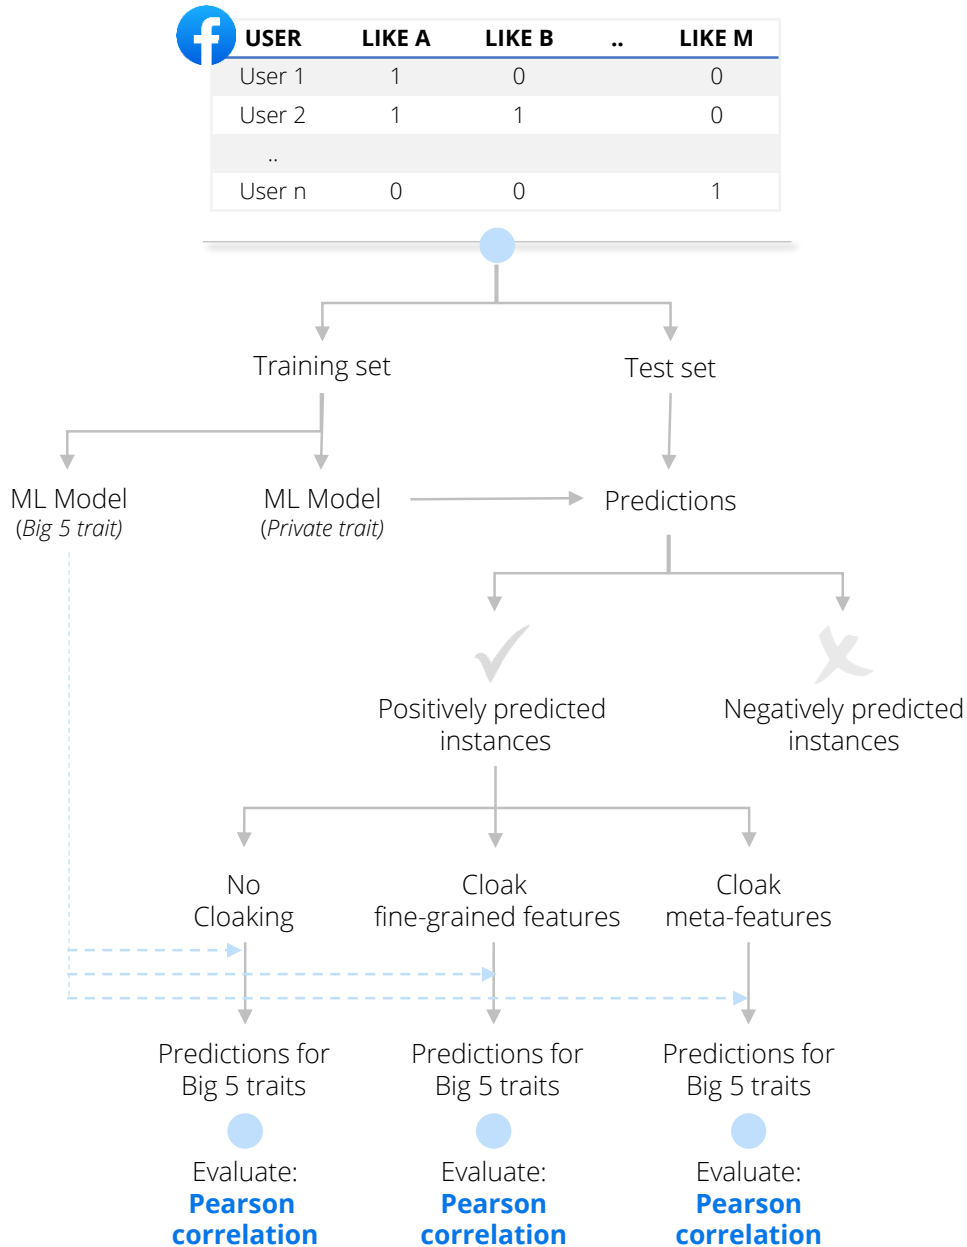 USER LIKE A LIKE B .. LIKE M
User 1 1 0 0
User 2 1 1 0
..
User n 0 0 1
Training set
Test set
ML Model
(Big 5 trait)
ML Model
(Private trait)
Predictions
Positively predicted
instances
Negatively predicted
instances
No
Cloaking
Cloak
fine-grained features
Cloak
meta-features
Predictions for
Big 5 traits
Predictions for
Big 5 traits
Predictions for
Big 5 traits
Evaluate:
Pearson
correlation
Evaluate:
Pearson
correlation
Evaluate:
Pearson
correlation